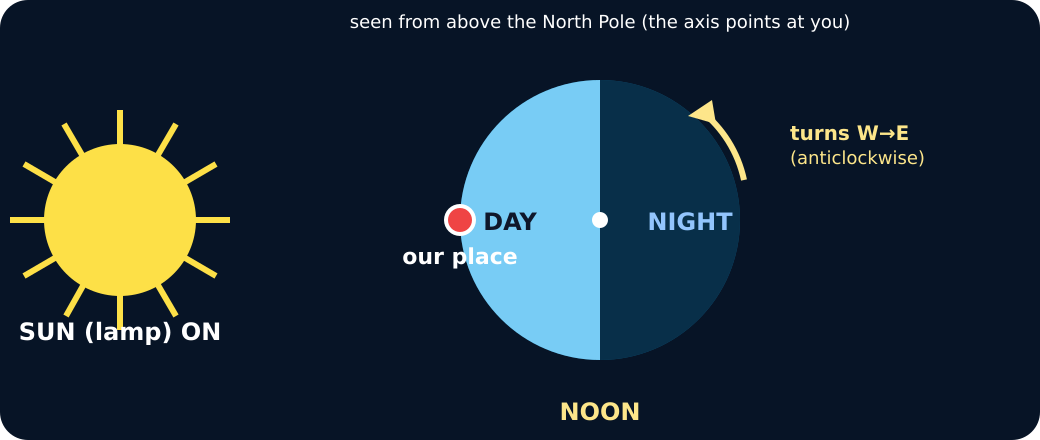 seen from above the North Pole (the axis points at you)
turns W→E
(anticlockwise)
DAY
NIGHT
our place
SUN (lamp) ON
NOON